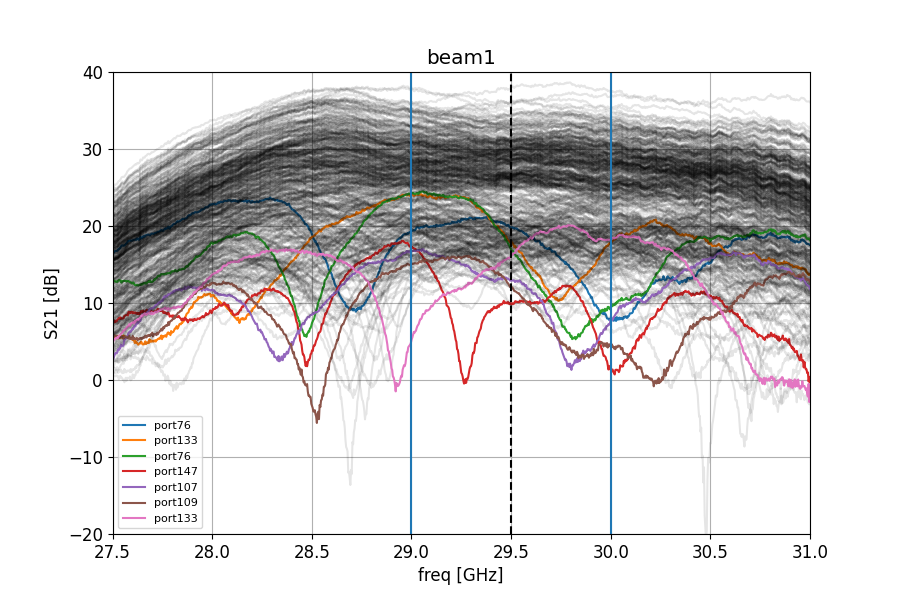 beam1
S21 [dB]
40
30
20
10
0
−10
−20
port76
port133
port76
port147
port107
port109
port133
27.5 28.0 28.5 29.0 29.5 30.0 30.5 31.0
freq [GHz]